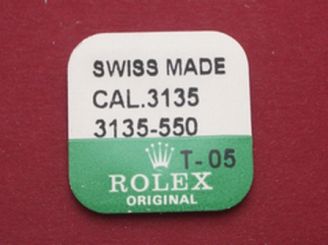 SWISS MADE
CAL.3135
3135-550
T-05
ROLEX
ORIGINAL